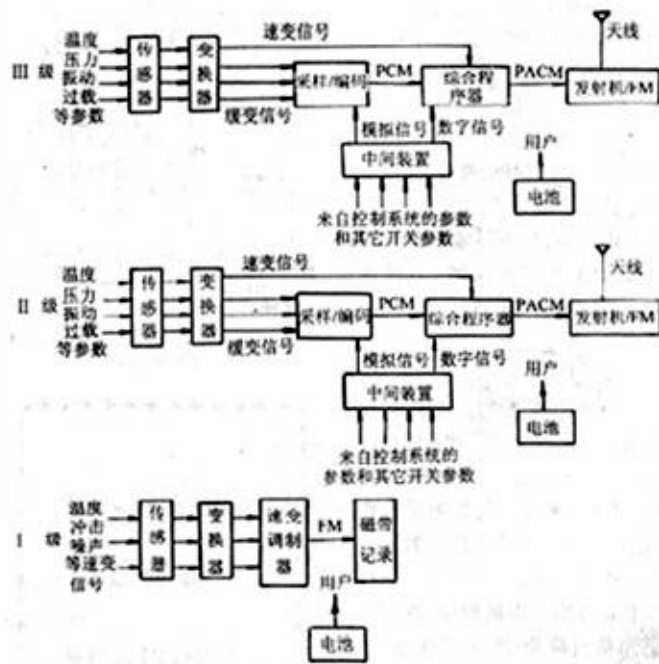 III 级
温度
压力
振动
过载
等参数
传感器
变换器
速变信号
缓变信号
采样/编码
PCM
综合程序器
PACM
发射机/FM
天线
模拟信号
数字信号
中间装置
来自控制系统的参数
和其它开关参数
用户
电池
II 级
温度
压力
振动
过载
等参数
传感器
变换器
速变信号
缓变信号
采样/编码
PCM
综合程序器
PACM
发射机/FM
天线
模拟信号
数字信号
中间装置
来自控制系统的
参数和其它开关参数
用户
电池
I 级
温度
冲击
噪声
等速变
信号
传感器
变换器
速变调制器
FM
磁带记录
用户
电池